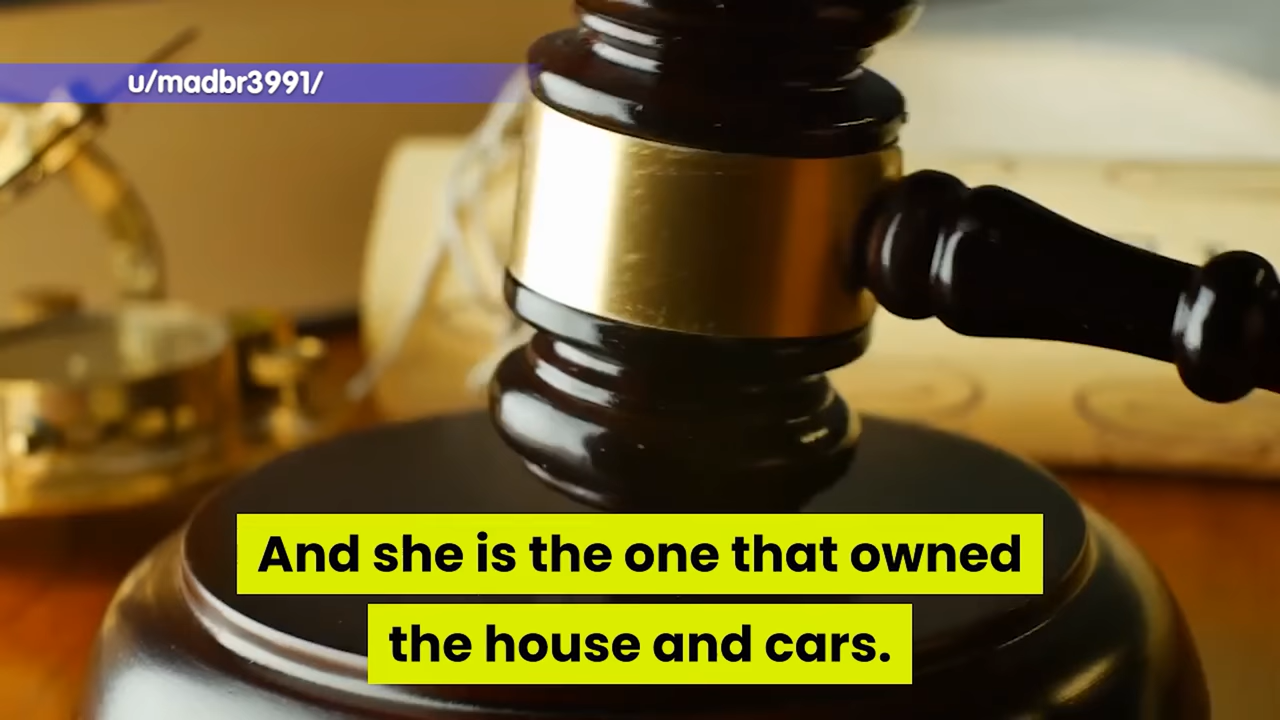 u/madbr3991/
And she is the one that owned
the house and cars.